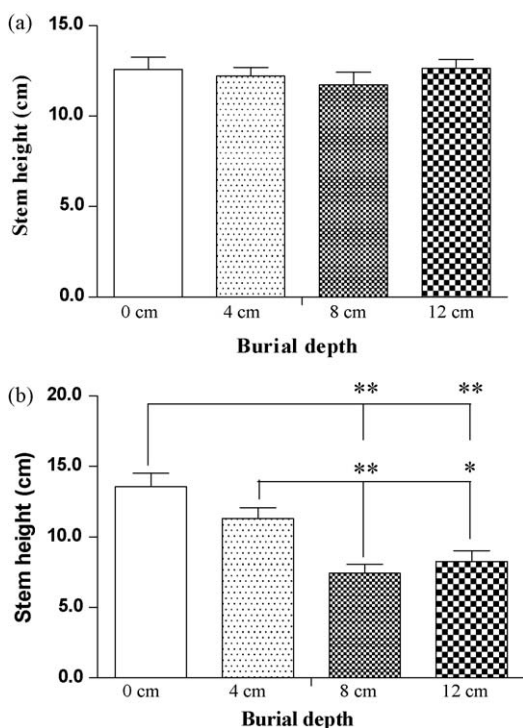 (a)
15.0
10.0
5.0
0.0
Stem height (cm)
0 cm 4 cm 8 cm 12 cm
Burial depth
(b)
20.0
** **
15.0
** *
10.0
5.0
0.0
Stem height (cm)
0 cm 4 cm 8 cm 12 cm
Burial depth